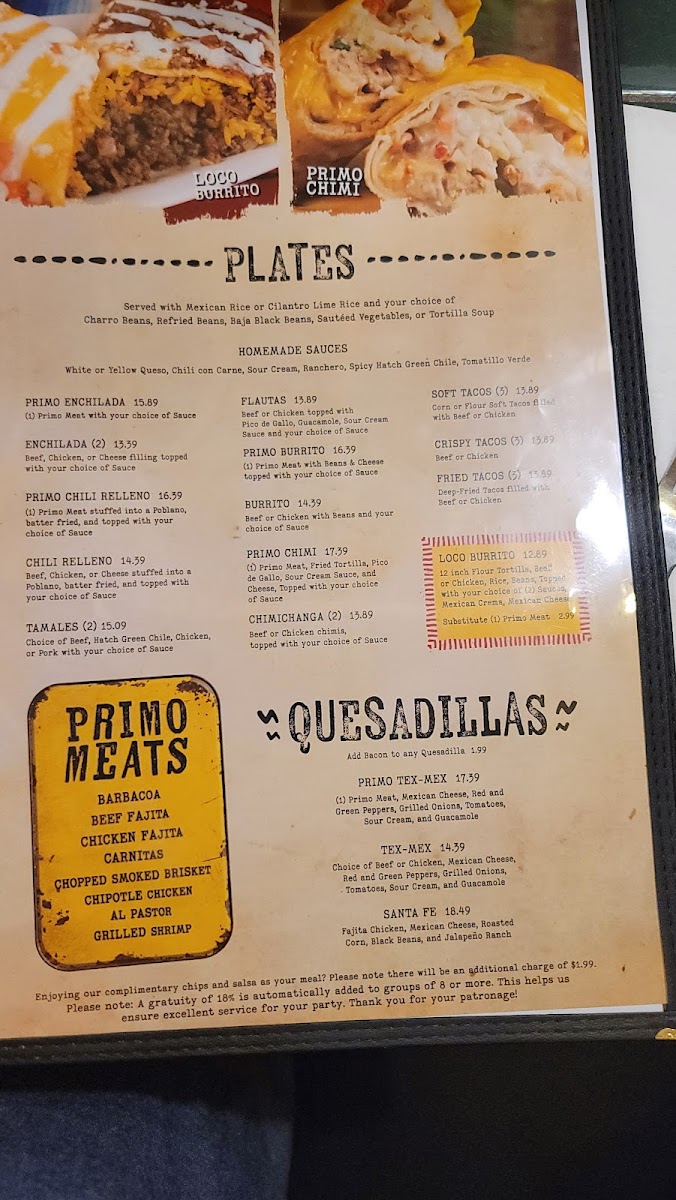 LOCO
BURRITO
PRIMO
CHIMI
PLATES
Served with Mexican Rice or Cilantro Lime Rice and your choice of
Charro Beans, Refried Beans, Baja Black Beans, Sautéed Vegetables, or Tortilla Soup
HOMEMADE SAUCES
White or Yellow Queso, Chili con Carne, Sour Cream, Ranchero, Spicy Hatch Green Chile, Tomatillo Verde
PRIMO ENCHILADA 15.89
(1) Primo Meat with your choice of Sauce
ENCHILADA (2) 13.39
Beef, Chicken, or Cheese filling topped
with your choice of Sauce
PRIMO CHILI RELLENO 16.39
(1) Primo Meat stuffed into a Poblano,
batter fried, and topped with your
choice of Sauce
CHILI RELLENO 14.39
Beef, Chicken, or Cheese stuffed into a
Poblano, batter fried, and topped with
your choice of Sauce
TAMALES (2) 15.09
Choice of Beef, Hatch Green Chile, Chicken,
or Pork with your choice of Sauce
FLAUTAS 13.89
Beef or Chicken topped with
Pico de Gallo, Guacamole, Sour Cream
Sauce and your choice of Sauce
PRIMO BURRITO 16.39
(1) Primo Meat with Beans & Cheese
topped with your choice of Sauce
BURRITO 14.39
Beef or Chicken with Beans and your
choice of Sauce
PRIMO CHIMI 17.39
(1) Primo Meat, Fried Tortilla, Pico
de Gallo, Sour Cream Sauce, and
Cheese, Topped with your choice
of Sauce
CHIMICHANGA (2) 13.89
Beef or Chicken chimis,
topped with your choice of Sauce
SOFT TACOS (3) 13.89
Corn or Flour Soft Tacos filled
with Beef or Chicken
CRISPY TACOS (3) 13.89
Beef or Chicken
FRIED TACOS (3) 13.89
Deep-Fried Tacos filled with
Beef or Chicken
LOCO BURRITO 12.89
12 inch Flour Tortilla, Beef
or Chicken, Rice, Beans, Topped
with your choice of (2) Sauces,
Mexican Crema, Mexican Cheese
Substitute (1) Primo Meat 2.99
PRIMO
MEATS
BARBACOA
BEEF FAJITA
CHICKEN FAJITA
CARNITAS
CHOPPED SMOKED BRISKET
CHIPOTLE CHICKEN
AL PASTOR
GRILLED SHRIMP
QUESADILLAS
Add Bacon to any Quesadilla 1.99
PRIMO TEX-MEX 17.39
(1) Primo Meat, Mexican Cheese, Red and
Green Peppers, Grilled Onions, Tomatoes,
Sour Cream, and Guacamole
TEX-MEX 14.39
Choice of Beef or Chicken, Mexican Cheese,
Red and Green Peppers, Grilled Onions,
Tomatoes, Sour Cream, and Guacamole
SANTA FE 18.49
Fajita Chicken, Mexican Cheese, Roasted
Corn, Black Beans, and Jalapeño Ranch
Enjoying our complimentary chips and salsa as your meal? Please note there will be an additional charge of $1.99.
Please note: A gratuity of 18% is automatically added to groups of 8 or more. This helps us
ensure excellent service for your party. Thank you for your patronage!